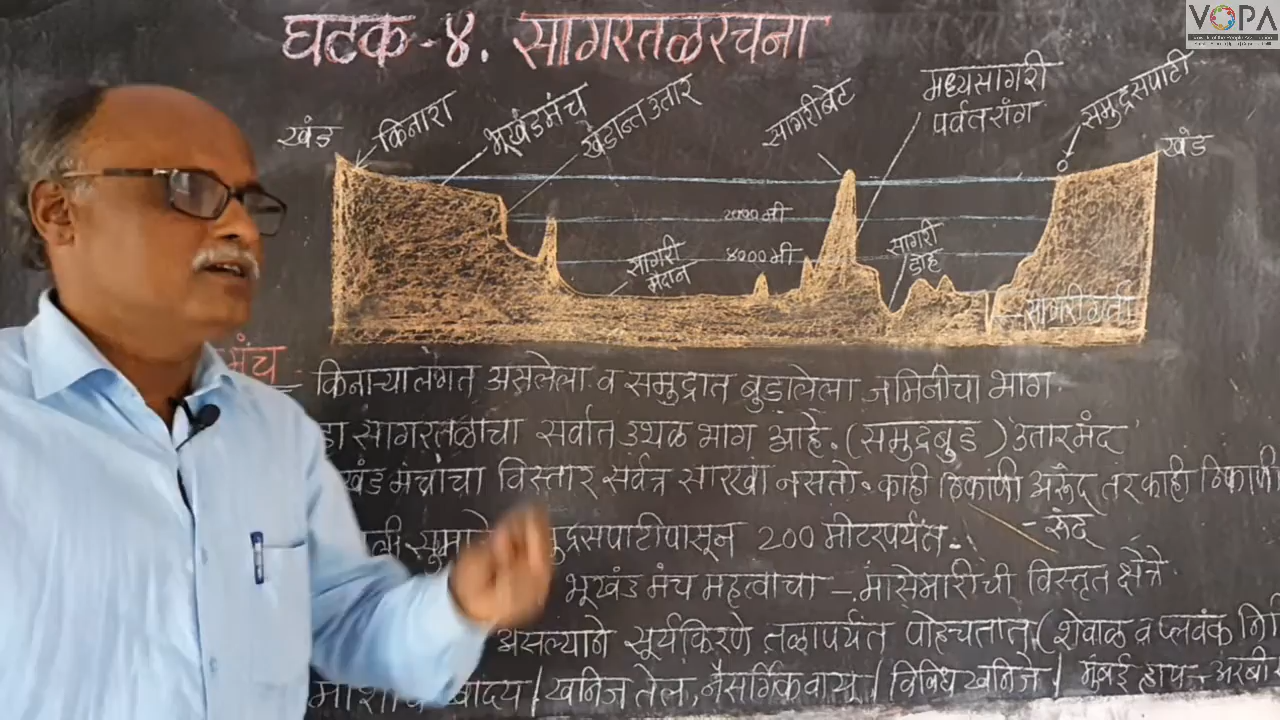 VOPA
घटक-४. सागरतळरचना
खंड
किनारा
भूखंडमंच
खंडान्त उतार
सागरी बेट
मध्यसागरी
पर्वतरांग
समुद्रसपाटी
खंड
२००० मी
४००० मी
सागरी
मैदान
सागरी
डोह
सागरी गर्ता
मंच - किनाऱ्यालगत असलेला व समुद्रात बुडालेला जमिनीचा भाग.
हा सागरतळाचा सर्वात उथळ भाग आहे. (समुद्रबुड) 'उतारमंद'
खंड मंचाचा विस्तार सर्वत्र सारखा नसतो. काही ठिकाणी अरूंद तर काही ठिकाणी
- रूंद
समुद्रसपाटीपासून 200 मीटरपर्यंत.
भूखंड मंच महत्वाचा - मासेमारीची विस्तृत क्षेत्रे
असल्याने सूर्यकिरणे तळापर्यंत पोहचतात. (शेवाळ व प्लवंक
खाद्य / खनिज तेल, नैसर्गिक वायू / विविध खनिजे / मुंबई हाय - अरबी